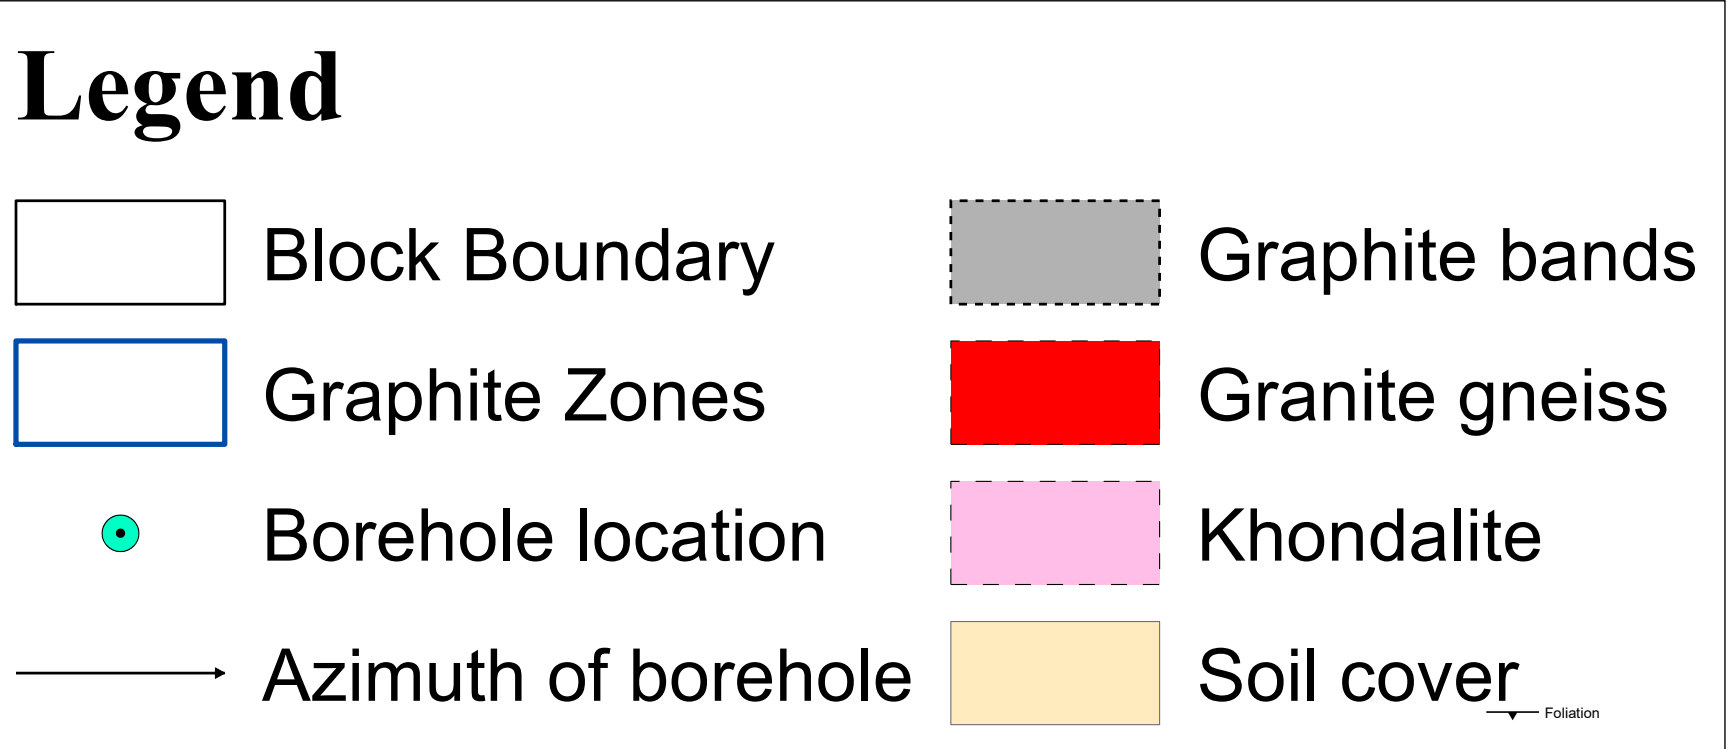 Legend
Block Boundary
Graphite Zones
Borehole location
Azimuth of borehole
Graphite bands
Granite gneiss
Khondalite
Soil cover
Foliation